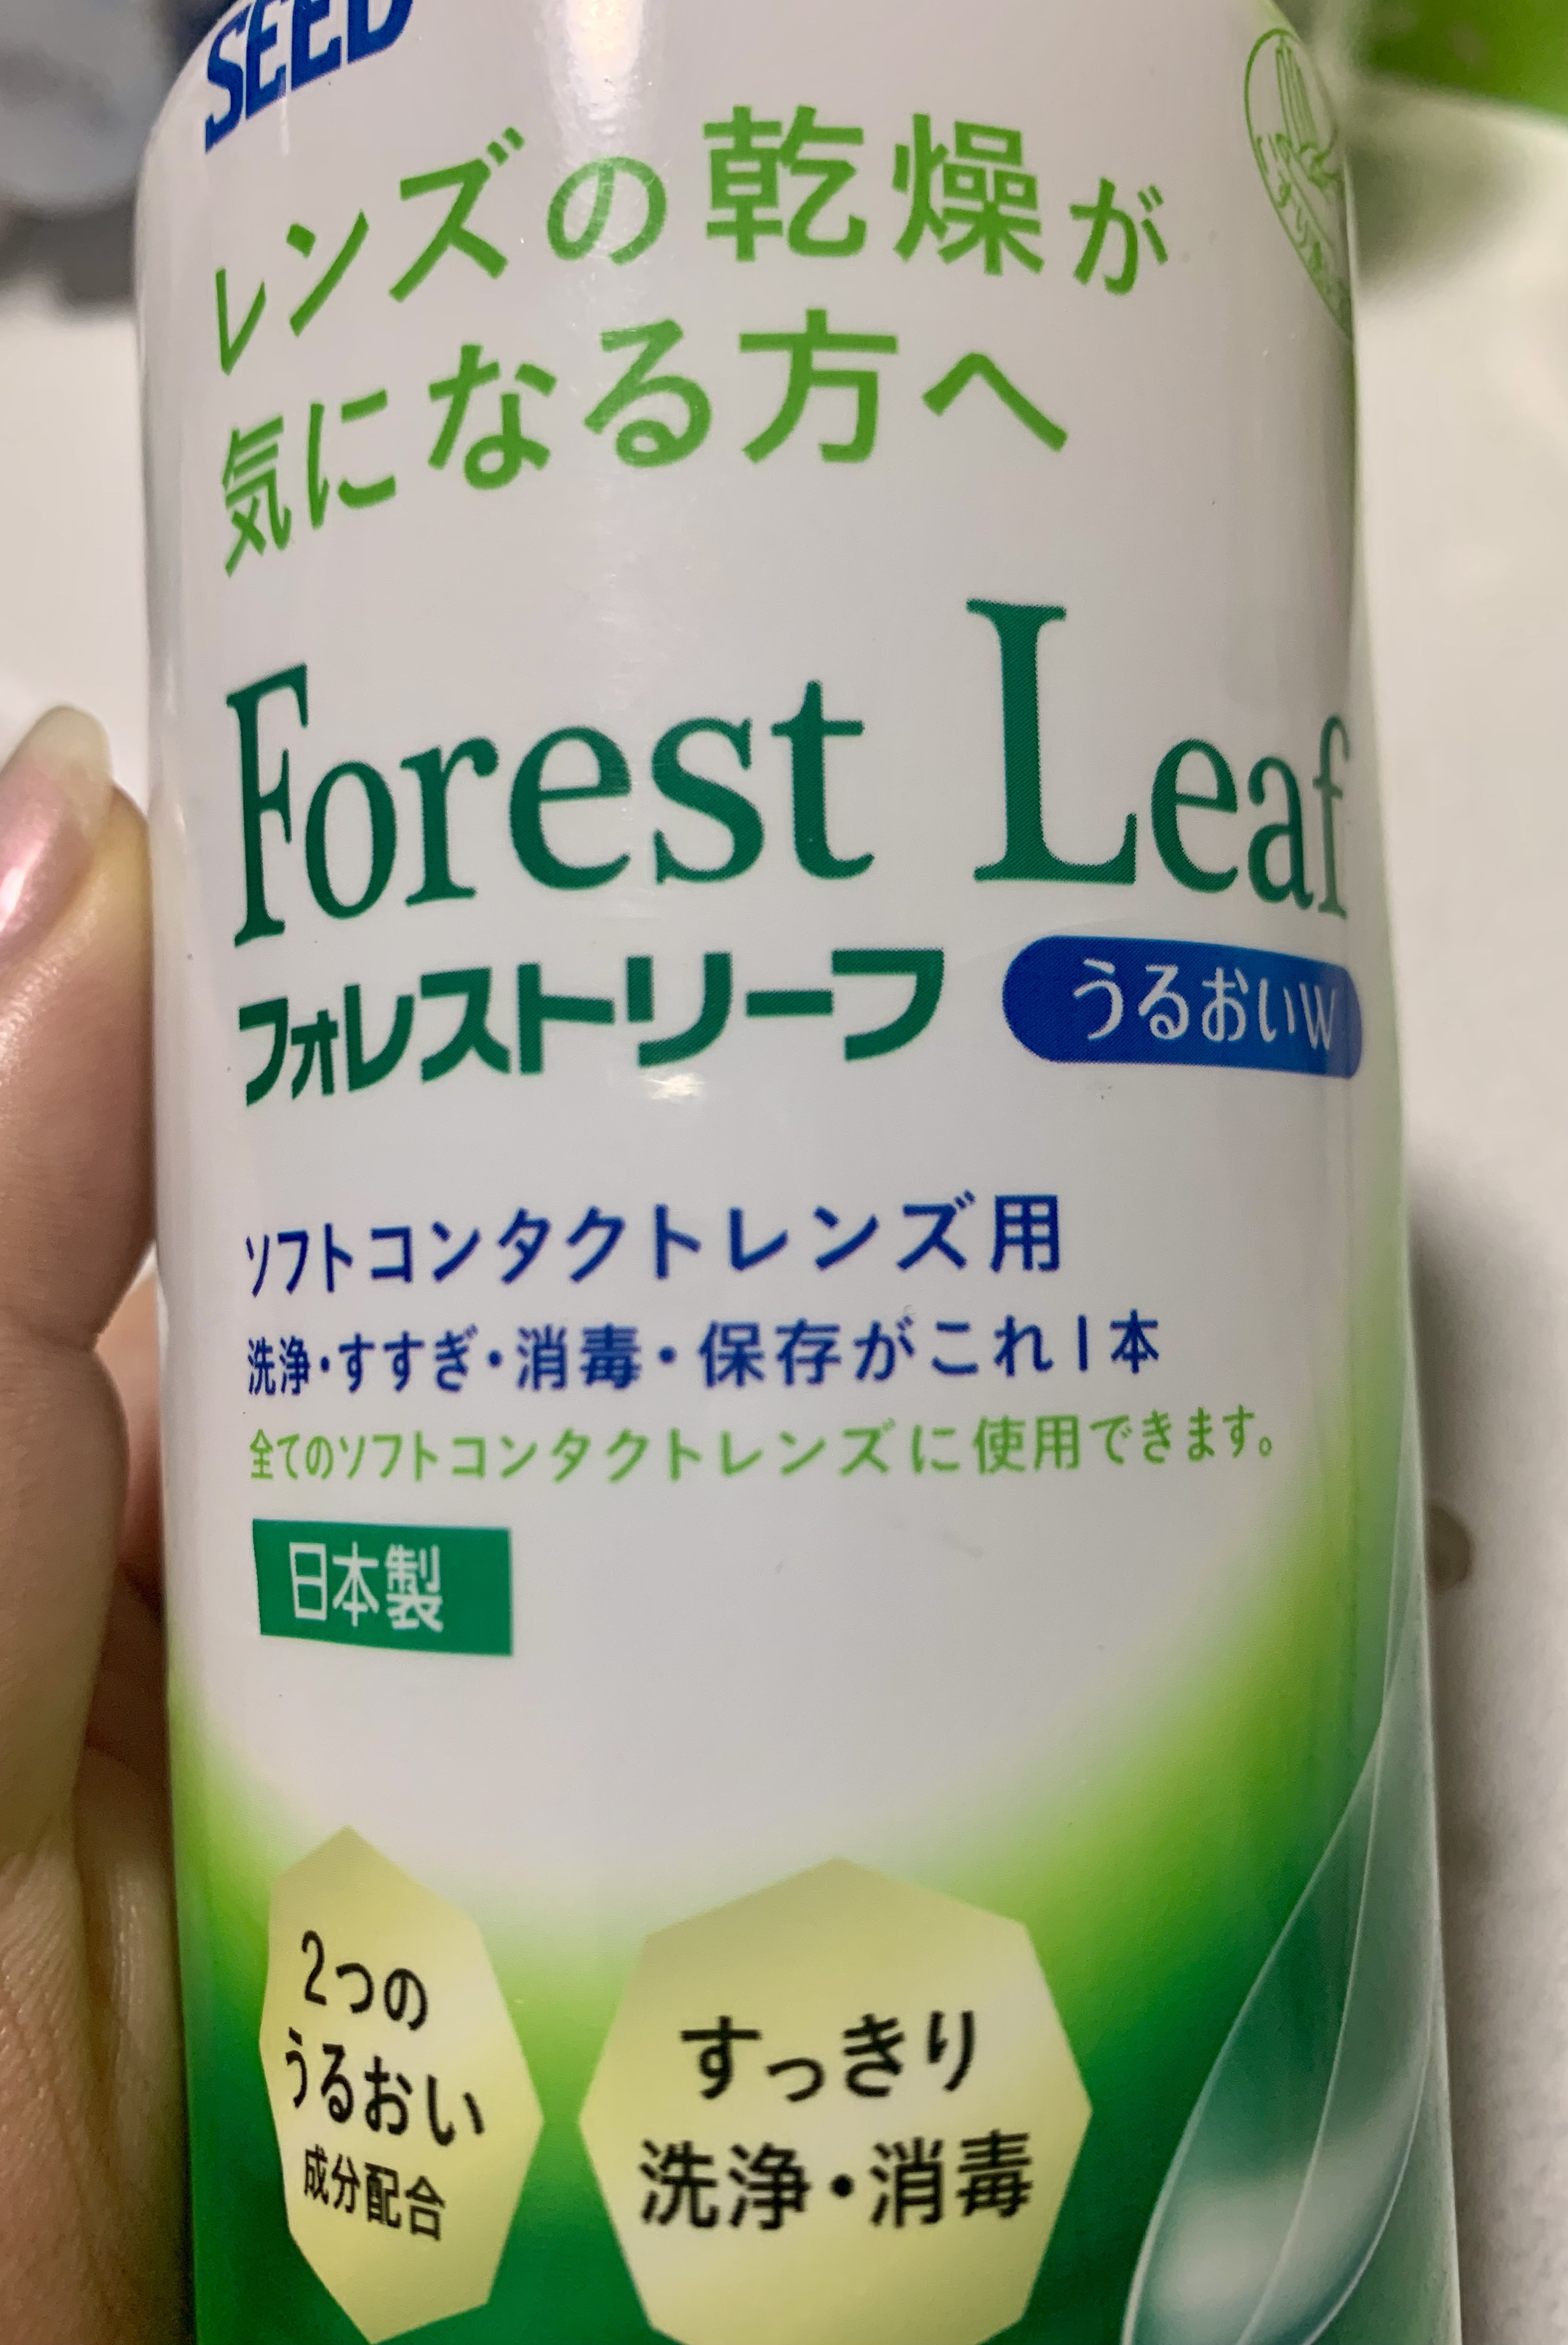 SEED
レンズの乾燥が
気になる方へ
Forest Leaf
フォレストリーフ うるおいW
ソフトコンタクトレンズ用
洗浄・すすぎ・消毒・保存がこれ1本
全てのソフトコンタクトレンズに使用できます。
日本製
2つの
うるおい
成分配合
すっきり
洗浄・消毒